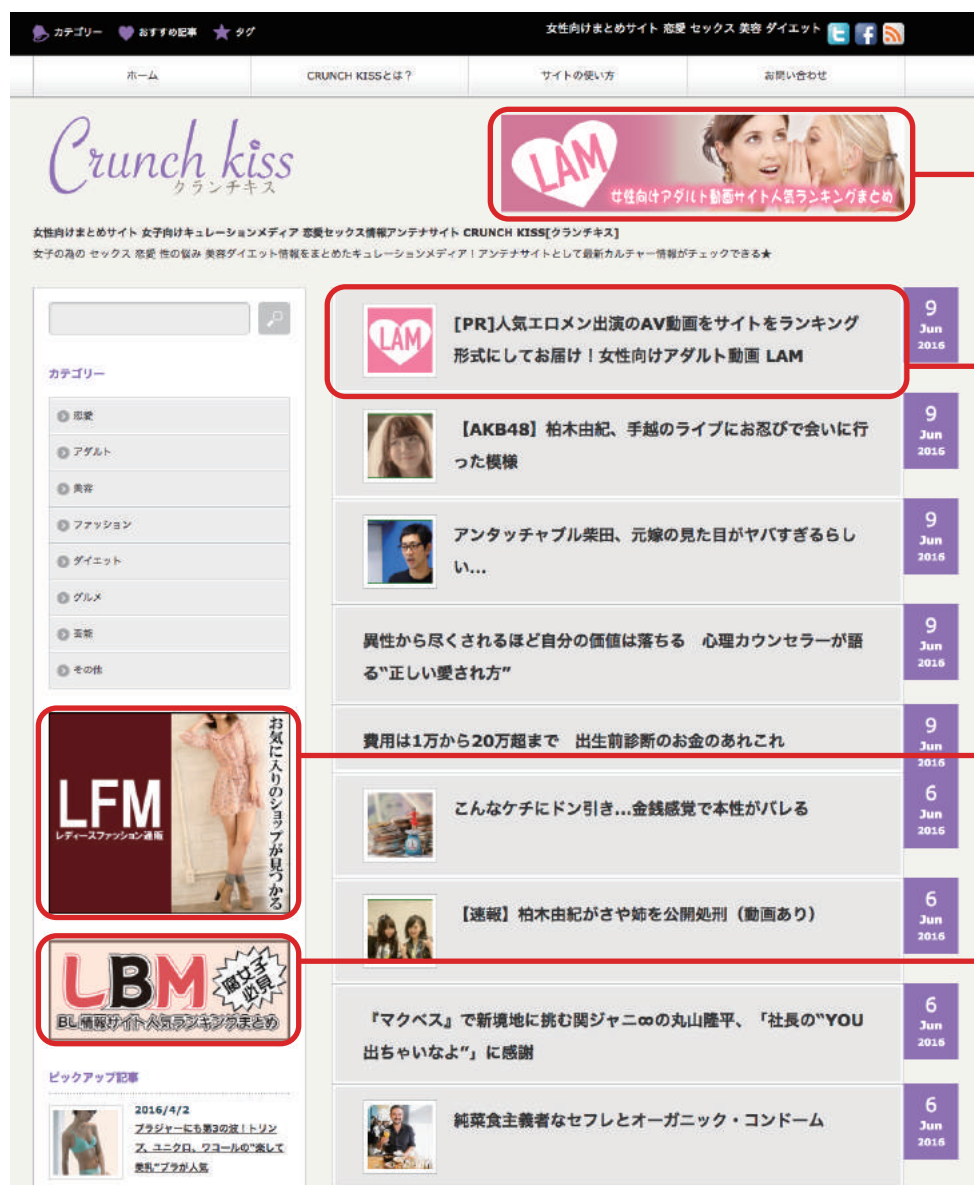 カテゴリー おすすめ記事 タグ
女性向けまとめサイト 恋愛 セックス 美容 ダイエット
ホーム CRUNCH KISSとは？ サイトの使い方 お問い合わせ
Crunch kiss
クランチキス
LAM
女性向けアダルト動画サイト人気ランキングまとめ
女性向けまとめサイト 女子向けキュレーションメディア 恋愛セックス情報アンテナサイト CRUNCH KISS[クランチキス]
女子の為の セックス 恋愛 性の悩み 美容ダイエット情報をまとめたキュレーションメディア！アンテナサイトとして最新カルチャー情報がチェックできる★
カテゴリー
恋愛
アダルト
美容
ファッション
ダイエット
グルメ
芸能
その他
LFM
レディースファッション通販
お気に入りのショップが見つかる
LBM
腐女子
必見
BL情報サイト人気ランキングまとめ
ピックアップ記事
2016/4/2
ブラジャーにも第3の波！トリン
プ、ユニクロ、ワコールの"楽して
美乳"ブラが人気
LAM
[PR]人気エロメン出演のAV動画をサイトをランキング
形式にしてお届け！女性向けアダルト動画 LAM
9
Jun
2016
【AKB48】柏木由紀、手越のライブにお忍びで会いに行
った模様
9
Jun
2016
アンタッチャブル柴田、元嫁の見た目がヤバすぎるらし
い...
9
Jun
2016
異性から尽くされるほど自分の価値は落ちる 心理カウンセラーが語
る"正しい愛され方"
9
Jun
2016
費用は1万から20万超まで 出生前診断のお金のあれこれ
9
Jun
2016
こんなケチにドン引き...金銭感覚で本性がバレる
6
Jun
2016
【速報】柏木由紀がさや姉を公開処刑（動画あり）
6
Jun
2016
『マクベス』で新境地に挑む関ジャニ∞の丸山隆平、「社長の"YOU
出ちゃいなよ"」に感謝
6
Jun
2016
純菜食主義者なセフレとオーガニック・コンドーム
6
Jun
2016